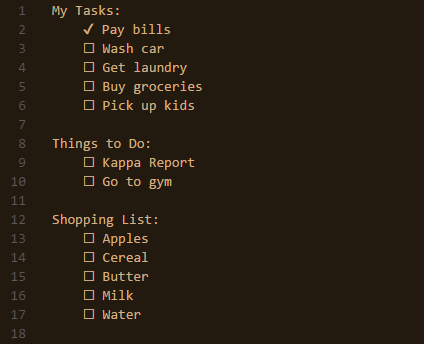 1 My Tasks:
2 ✓ Pay bills
3 ☐ Wash car
4 ☐ Get laundry
5 ☐ Buy groceries
6 ☐ Pick up kids
7
8 Things to Do:
9 ☐ Kappa Report
10 ☐ Go to gym
11
12 Shopping List:
13 ☐ Apples
14 ☐ Cereal
15 ☐ Butter
16 ☐ Milk
17 ☐ Water
18